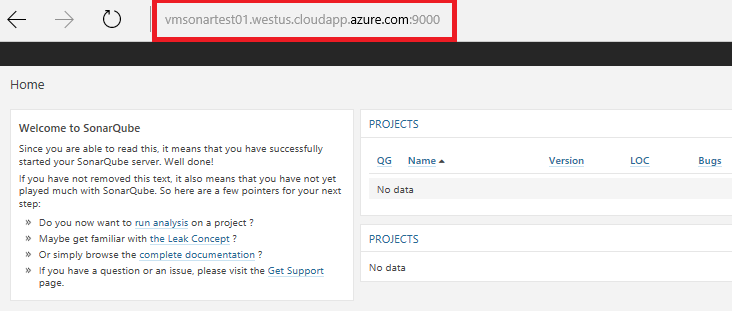 vmsonartest01.westus.cloudapp.azure.com:9000
Home
Welcome to SonarQube
Since you are able to read this, it means that you have successfully
started your SonarQube server. Well done!
If you have not removed this text, it also means that you have not yet
played much with SonarQube. So here are a few pointers for your next
step:
» Do you now want to run analysis on a project ?
» Maybe get familiar with the Leak Concept ?
» Or simply browse the complete documentation ?
» If you have a question or an issue, please visit the Get Support
page.
PROJECTS
QG Name Version LOC Bugs
No data
PROJECTS
No data